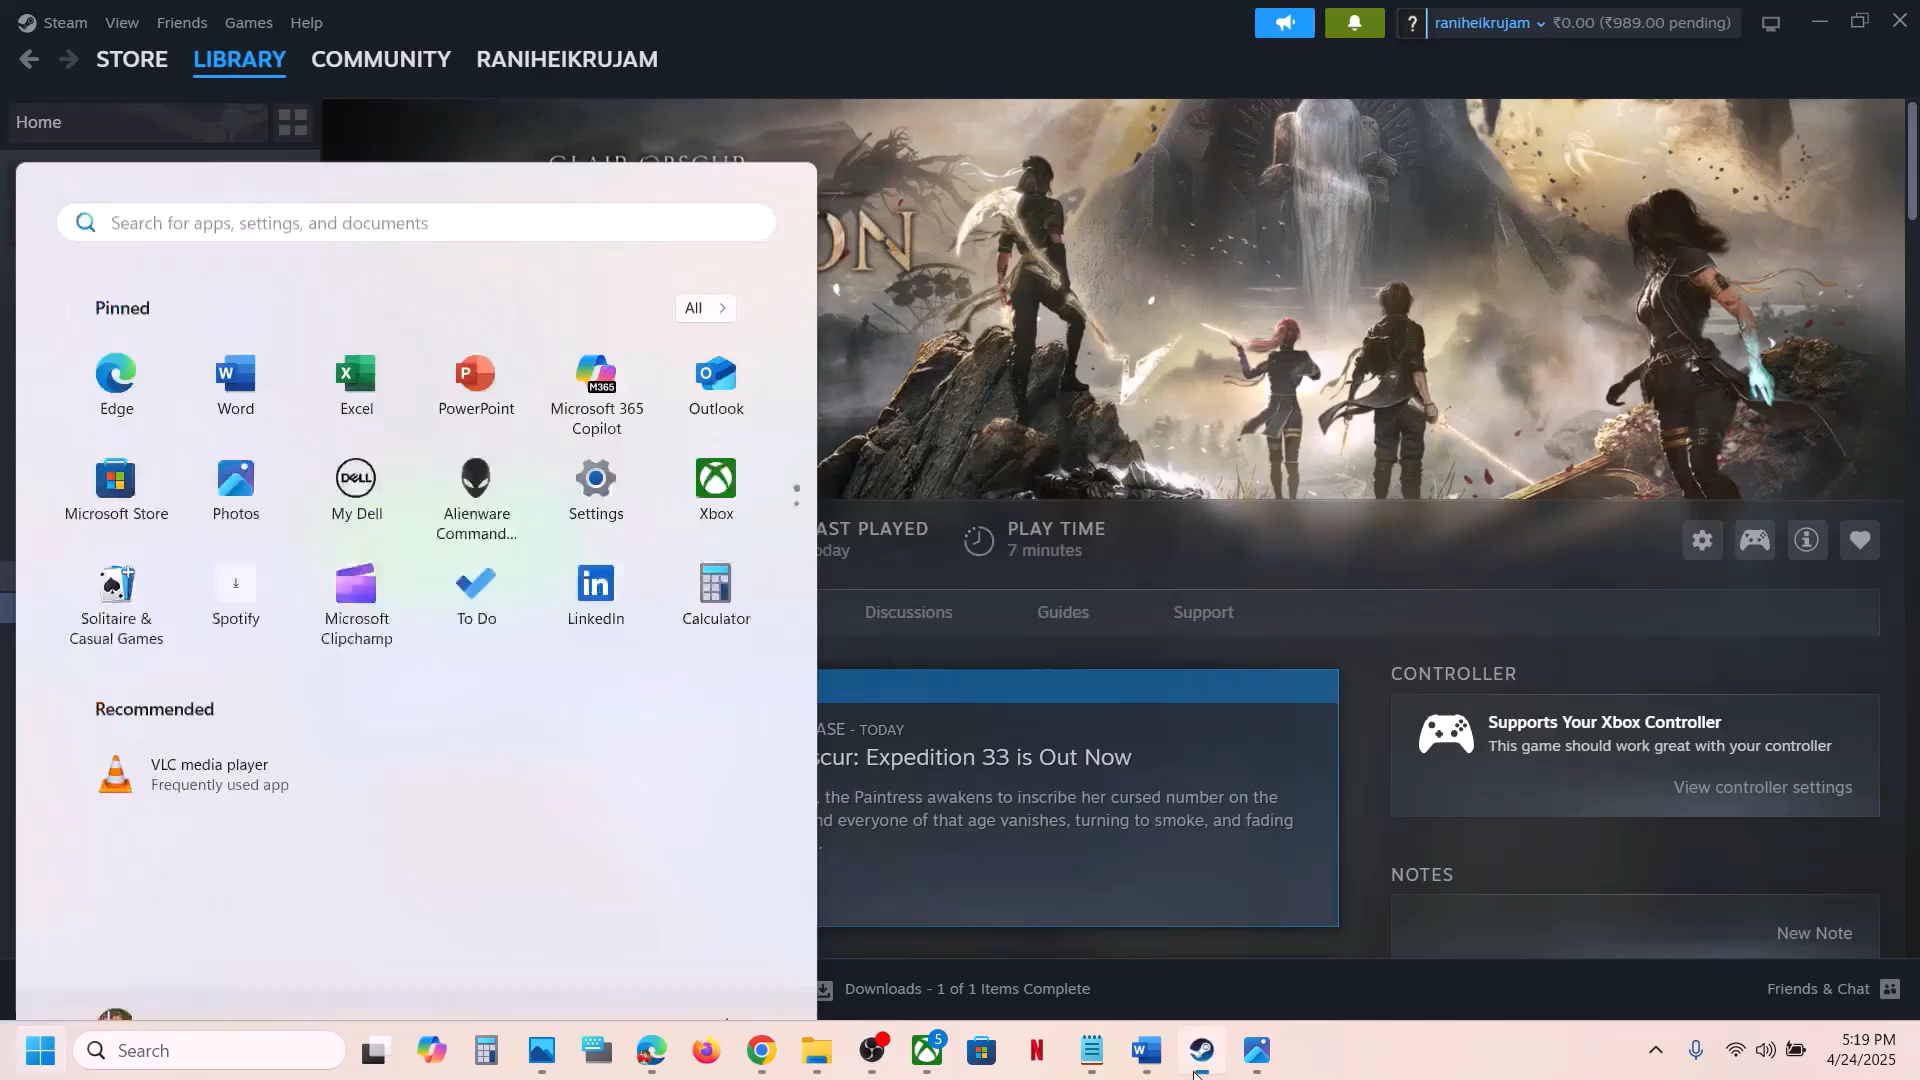 Steam View Friends Games Help
? raniheikrujam ₹0.00 (₹989.00 pending)
STORE LIBRARY COMMUNITY RANIHEIKRUJAM
Home
Search for apps, settings, and documents
Pinned
All
Edge Word Excel PowerPoint Microsoft 365 Copilot Outlook
Microsoft Store Photos My Dell Alienware Command... Settings Xbox
Solitaire & Casual Games Spotify Microsoft Clipchamp To Do LinkedIn Calculator
Recommended
VLC media player
Frequently used app
AST PLAYED
oday
PLAY TIME
7 minutes
Discussions Guides Support
ASE - TODAY
scur: Expedition 33 is Out Now
, the Paintress awakens to inscribe her cursed number on the
nd everyone of that age vanishes, turning to smoke, and fading
.
CONTROLLER
Supports Your Xbox Controller
This game should work great with your controller
View controller settings
NOTES
New Note
Downloads - 1 of 1 Items Complete
Friends & Chat
Search
5
5:19 PM
4/24/2025